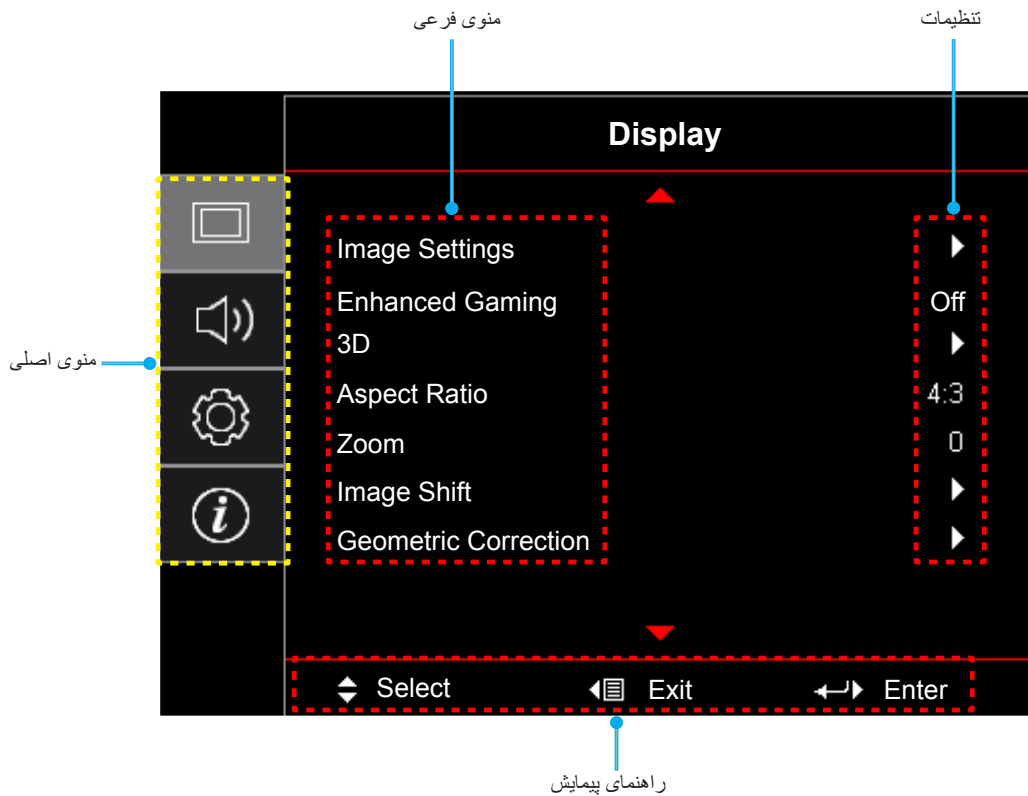 منوی فرعی
تنظیمات
Display
Image Settings
Enhanced Gaming Off
3D
Aspect Ratio 4:3
Zoom 0
Image Shift
Geometric Correction
منوی اصلی
Select Exit Enter
راهنمای پیمایش